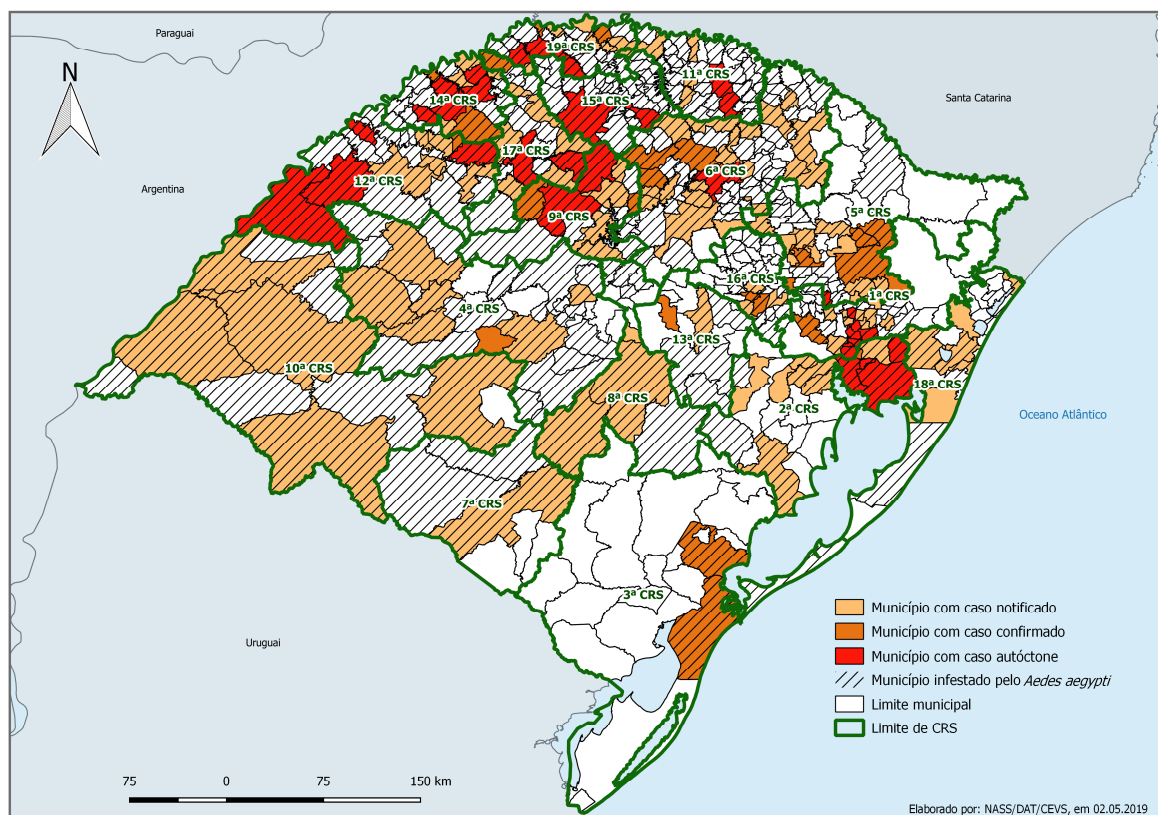 Paraguai
N
Santa Catarina
Argentina
19ª CRS
11ª CRS
14ª CRS
15ª CRS
17ª CRS
6ª CRS
12ª CRS
9ª CRS
5ª CRS
16ª CRS
1ª CRS
4ª CRS
13ª CRS
10ª CRS
18ª CRS
8ª CRS
2ª CRS
Oceano Atlântico
7ª CRS
3ª CRS
Uruguai
Município com caso notificado
Município com caso confirmado
Município com caso autóctone
Município infestado pelo Aedes aegypti
Limite municipal
Limite de CRS
75 0 75 150 km
Elaborado por: NASS/DAT/CEVS, em 02.05.2019